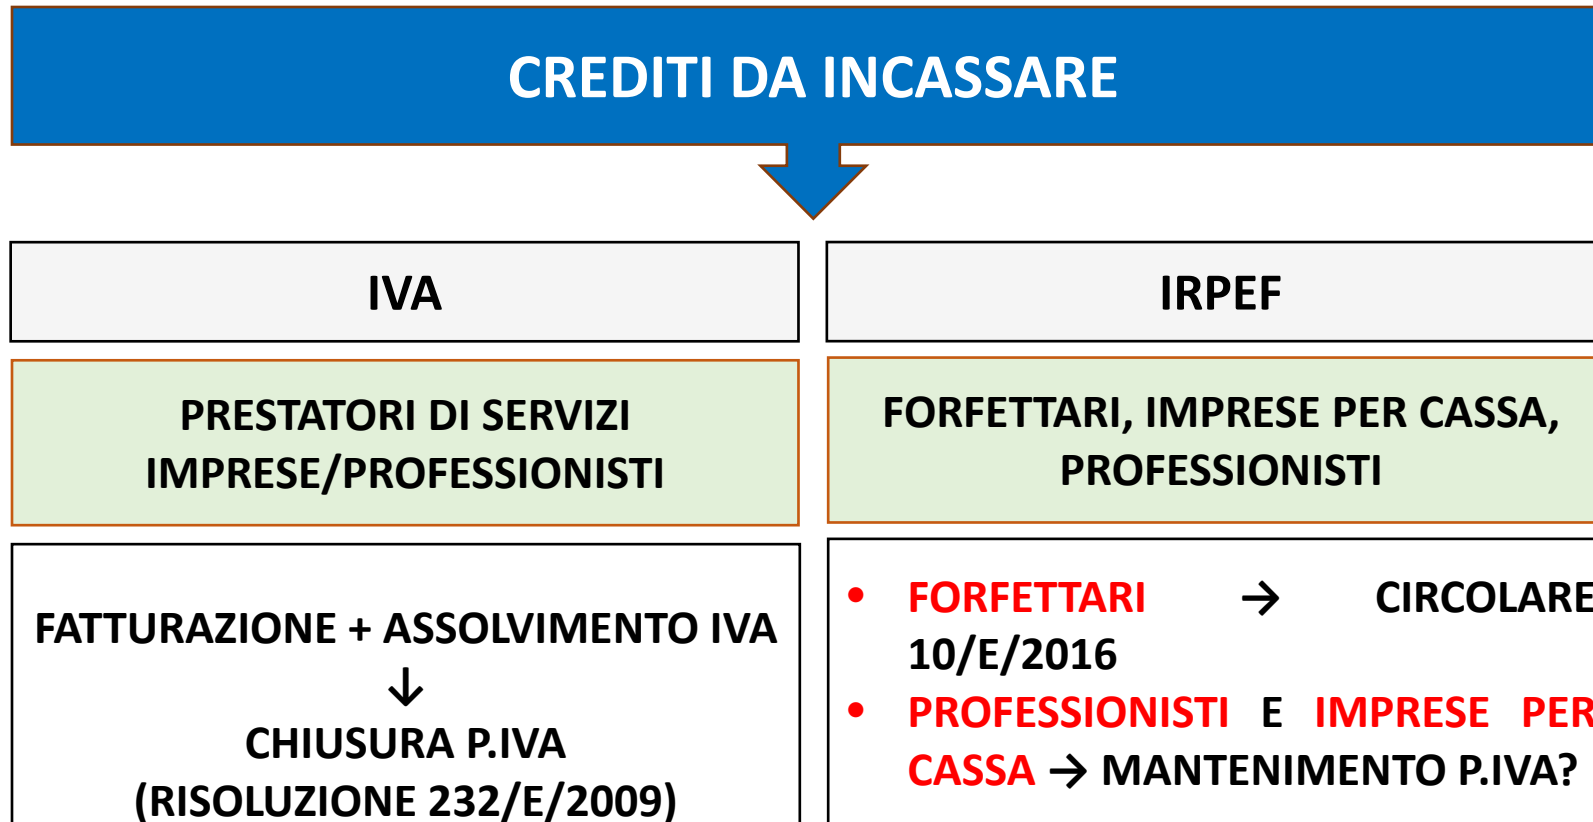 CREDITI DA INCASSARE
IVA
PRESTATORI DI SERVIZI
IMPRESE/PROFESSIONISTI
FATTURAZIONE + ASSOLVIMENTO IVA
↓
CHIUSURA P.IVA
(RISOLUZIONE 232/E/2009)
IRPEF
FORFETTARI, IMPRESE PER CASSA,
PROFESSIONISTI
• FORFETTARI → CIRCOLARE
10/E/2016
• PROFESSIONISTI E IMPRESE PER
CASSA → MANTENIMENTO P.IVA?